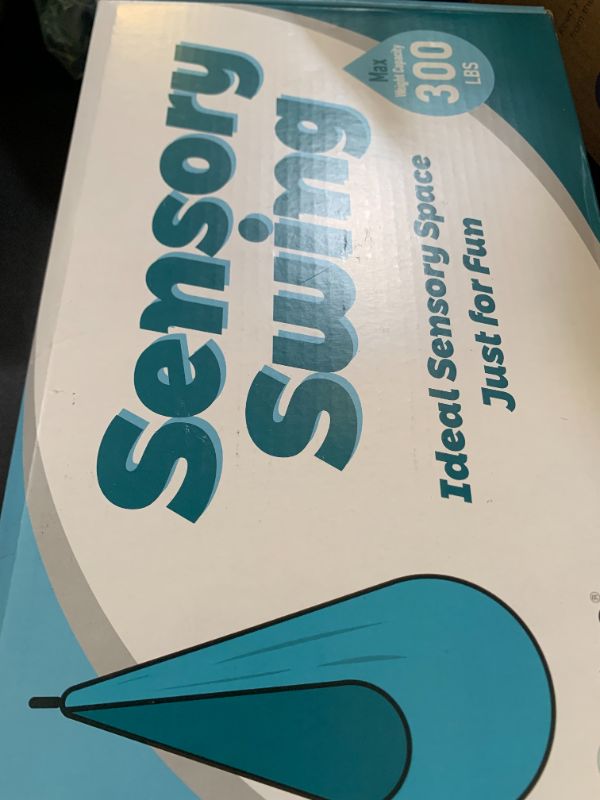 Sensory
Swing
Max
Weight Capacity
300
LBS
Ideal Sensory Space
Just for Fun
®